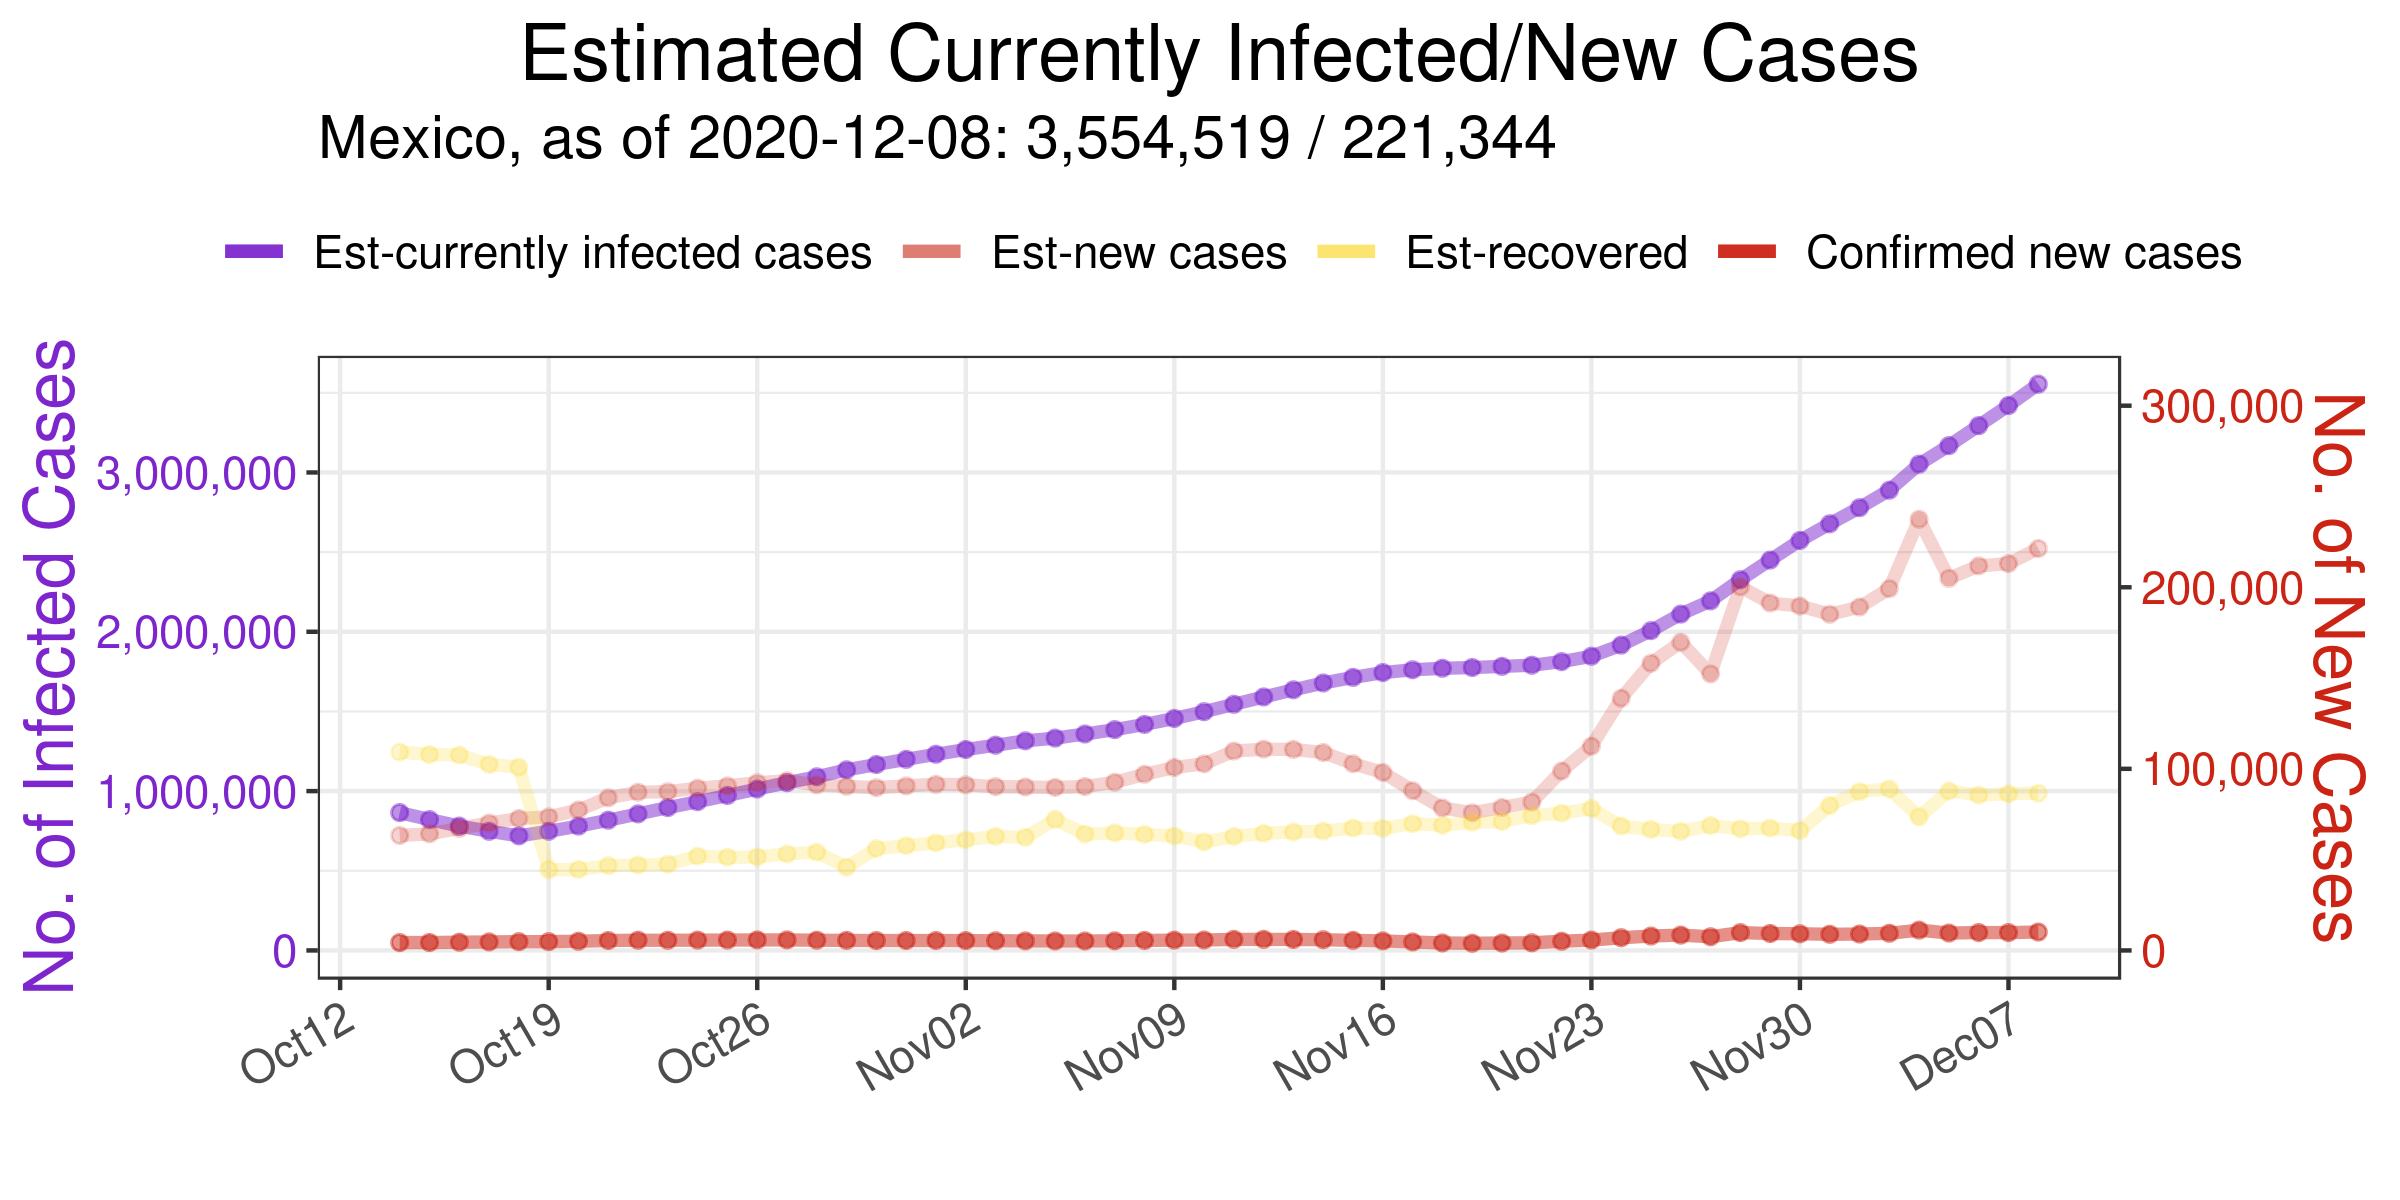 Estimated Currently Infected/New Cases
Mexico, as of 2020-12-08: 3,554,519 / 221,344
Est-currently infected cases Est-new cases Est-recovered Confirmed new cases
No. of Infected Cases
3,000,000
2,000,000
1,000,000
0
300,000
200,000
100,000
0
No. of New Cases
Oct12 Oct19 Oct26 Nov02 Nov09 Nov16 Nov23 Nov30 Dec07